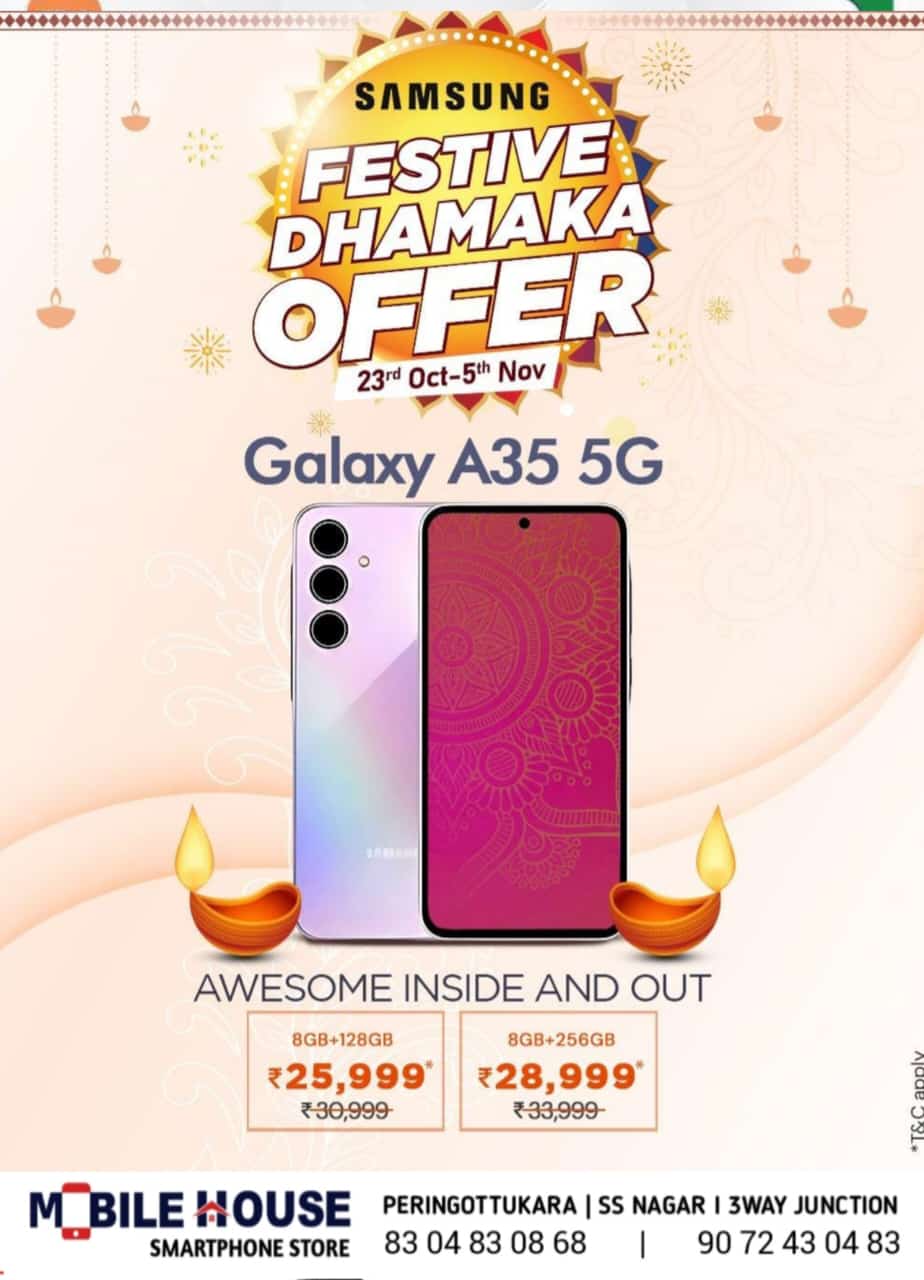 SAMSUNG
FESTIVE
DHAMAKA
OFFER
23rd Oct-5th Nov
Galaxy A35 5G
SAMSUNG
AWESOME INSIDE AND OUT
8GB+128GB
₹25,999*
₹30,999
8GB+256GB
₹28,999*
₹33,999
*T&C apply
MOBILE HOUSE
SMARTPHONE STORE
PERINGOTTUKARA | SS NAGAR I 3WAY JUNCTION
83 04 83 08 68 | 90 72 43 04 83